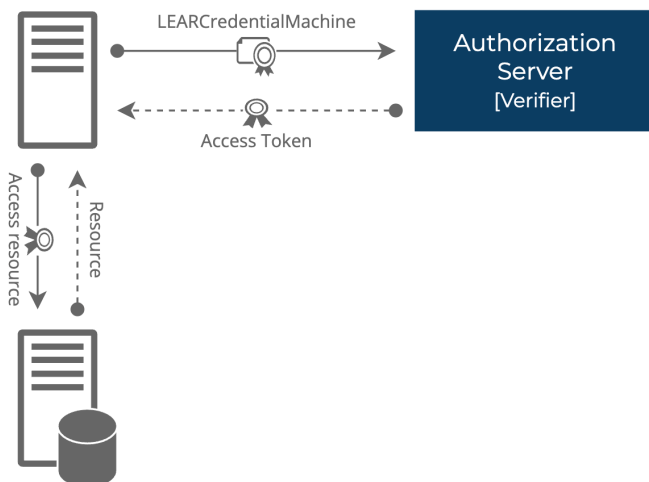 LEARCredentialMachine
Authorization
Server
[Verifier]
Access Token
Access resource
Resource